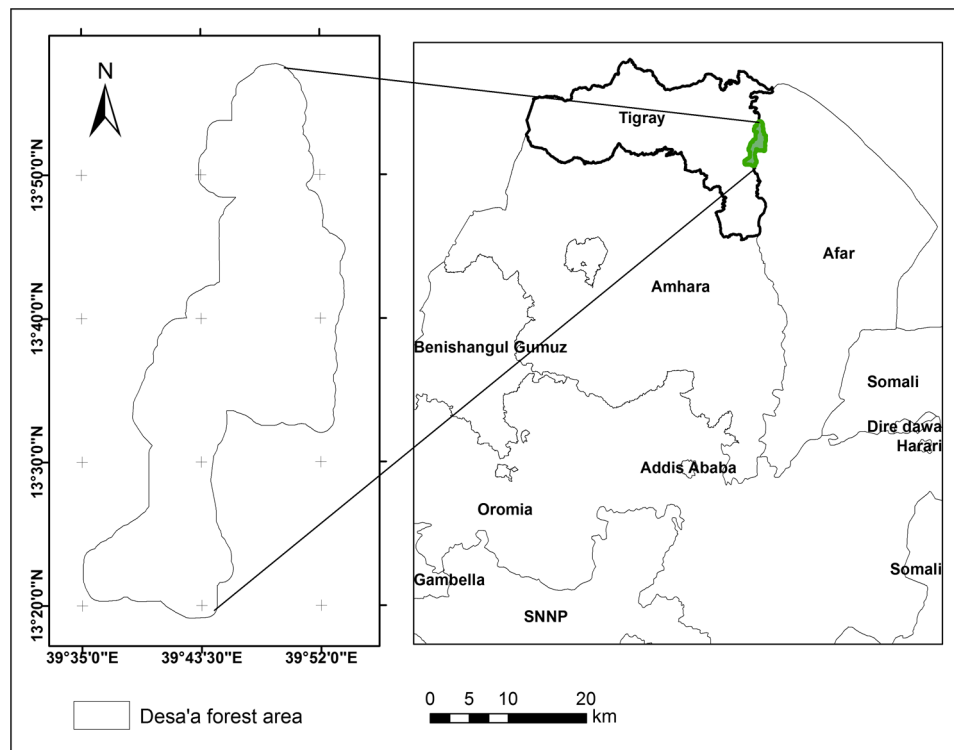 N
13°50'0"N
13°40'0"N
13°30'0"N
13°20'0"N
39°35'0"E
39°43'30"E
39°52'0"E
Tigray
Afar
Amhara
Benishangul Gumuz
Somali
Dire dawa
Harari
Addis Ababa
Oromia
Gambella
Somali
SNNP
Desa'a forest area
0 5 10 20
km